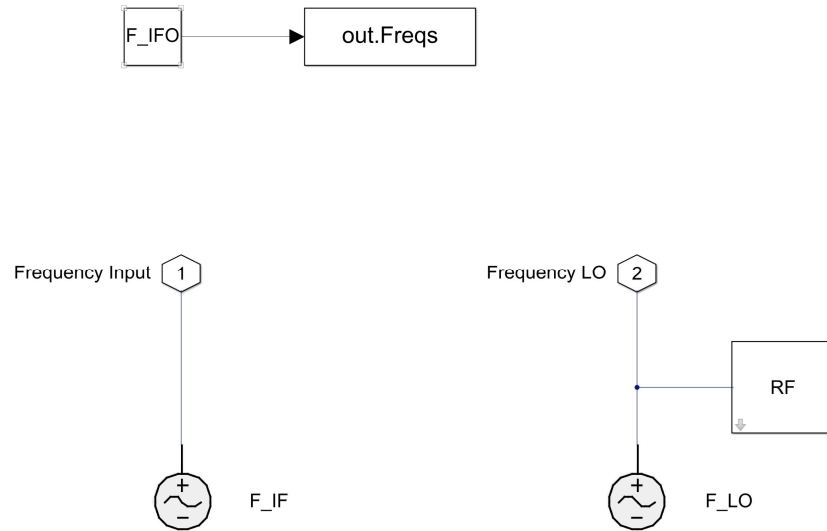 F_IFO
out.Freqs
Frequency Input 1
Frequency LO 2
RF
F_IF
F_LO